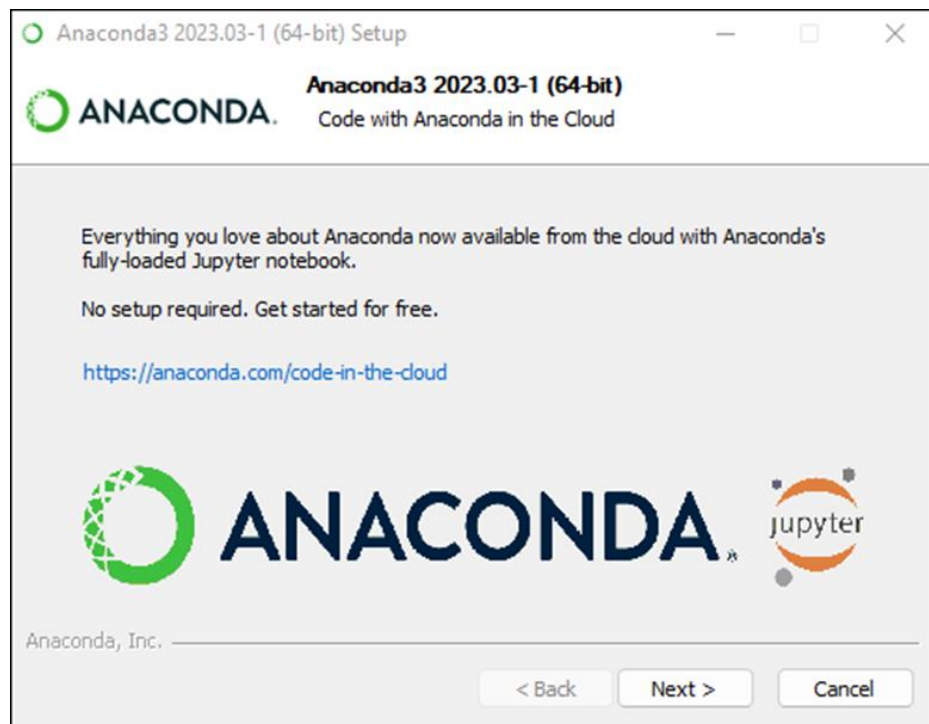 Anaconda3 2023.03-1 (64-bit) Setup
ANACONDA.
Anaconda3 2023.03-1 (64-bit)
Code with Anaconda in the Cloud
Everything you love about Anaconda now available from the cloud with Anaconda's
fully-loaded Jupyter notebook.
No setup required. Get started for free.
https://anaconda.com/code-in-the-cloud
ANACONDA.®
jupyter
Anaconda, Inc.
< Back
Next >
Cancel